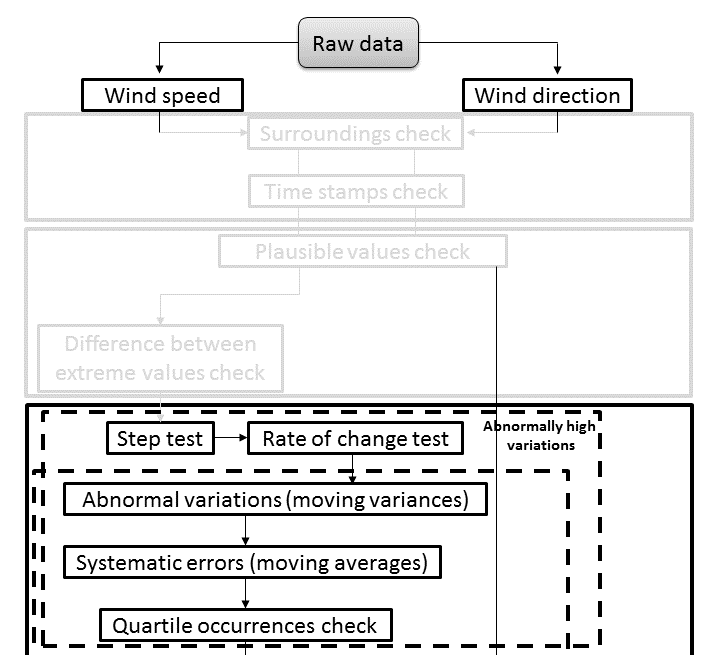 Raw data
Wind speed
Wind direction
Surroundings check
Time stamps check
Plausible values check
Difference between
extreme values check
Step test
Rate of change test
Abnormally high
variations
Abnormal variations (moving variances)
Systematic errors (moving averages)
Quartile occurrences check